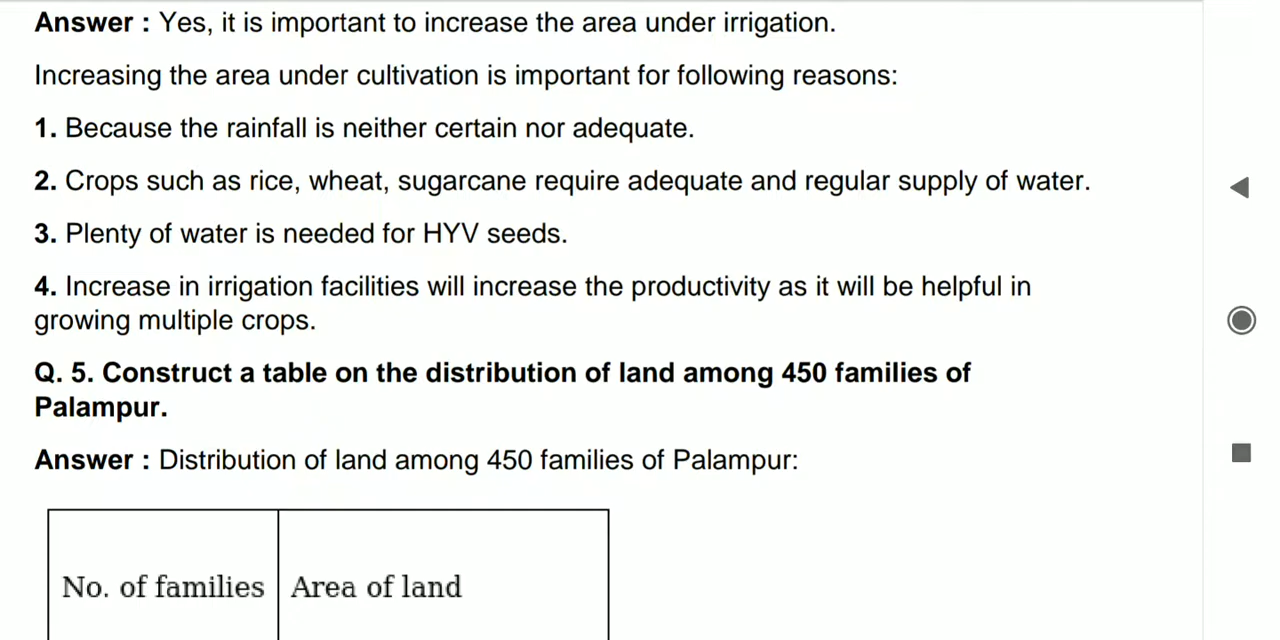 Answer : Yes, it is important to increase the area under irrigation.
Increasing the area under cultivation is important for following reasons:
1. Because the rainfall is neither certain nor adequate.
2. Crops such as rice, wheat, sugarcane require adequate and regular supply of water.
3. Plenty of water is needed for HYV seeds.
4. Increase in irrigation facilities will increase the productivity as it will be helpful in
growing multiple crops.
Q. 5. Construct a table on the distribution of land among 450 families of
Palampur.
Answer : Distribution of land among 450 families of Palampur:
No. of families Area of land